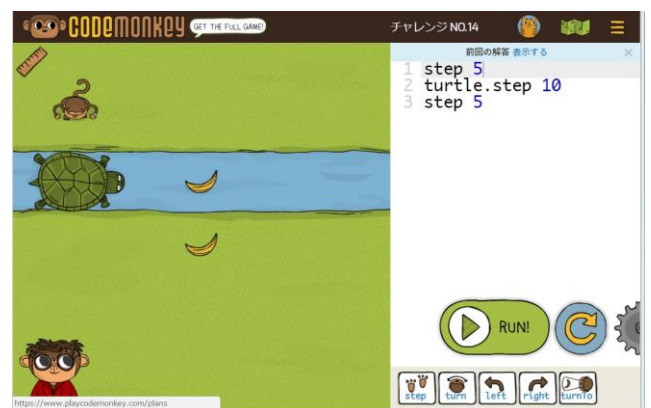 CODEMONKEY
GET THE FULL GAME!
チャレンジ NO.14
前回の解答 表示する ×
1 step 5
2 turtle.step 10
3 step 5
RUN!
step turn left right turnTo
https://www.playcodemonkey.com/plans